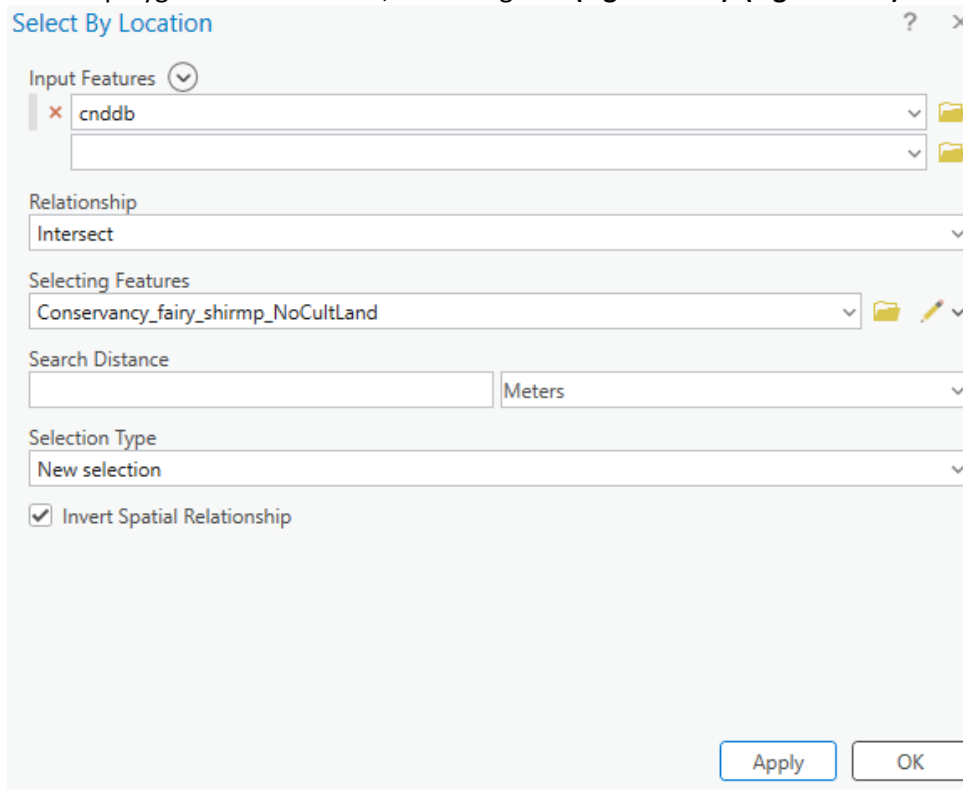 Select By Location ?
Input Features
cnddb
Relationship
Intersect
Selecting Features
Conservancy_fairy_shirmp_NoCultLand
Search Distance
Meters
Selection Type
New selection
Invert Spatial Relationship
Apply OK